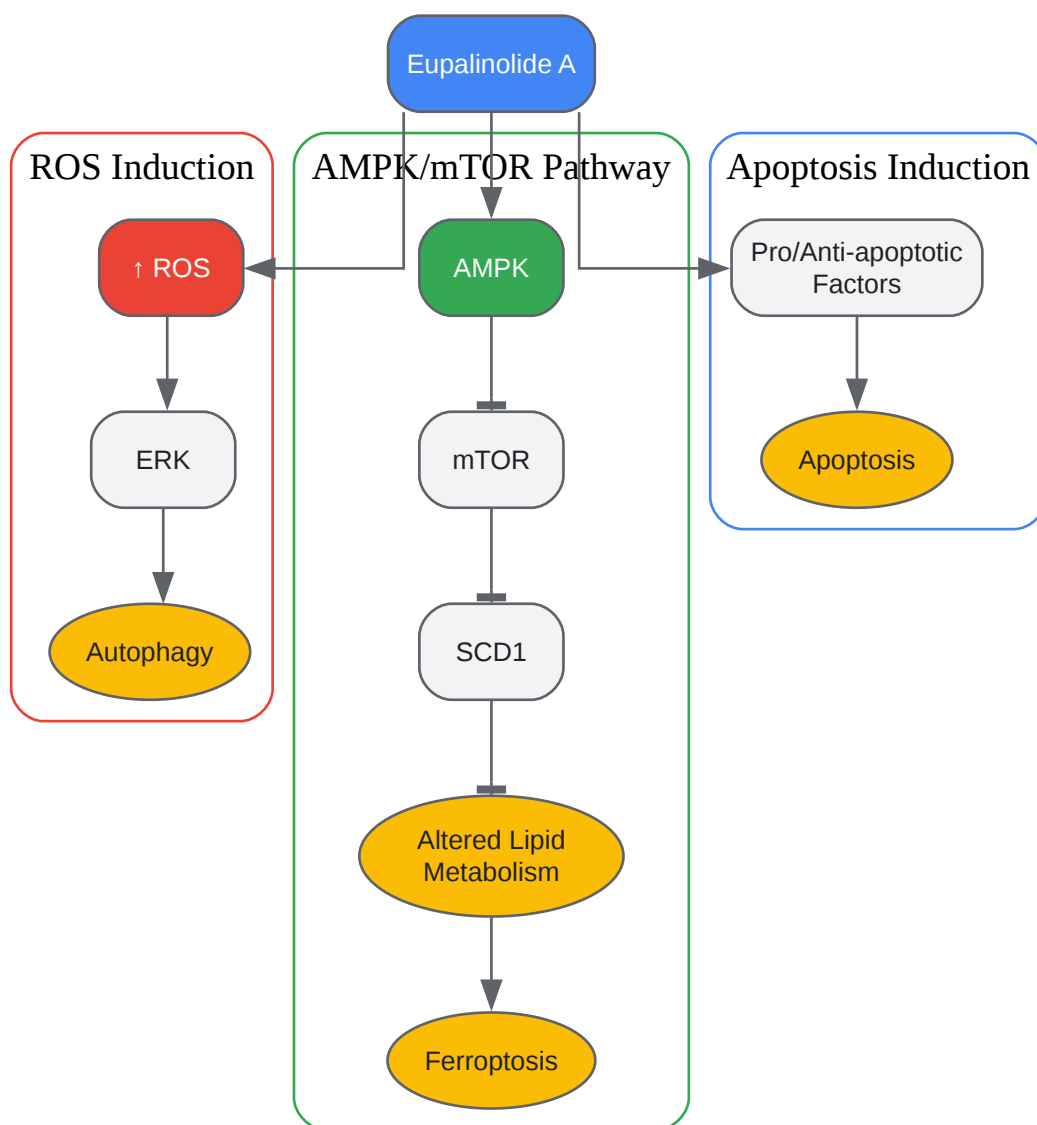 Eupalinolide A
ROS Induction
AMPK/mTOR Pathway
Apoptosis Induction
↑ ROS
AMPK
Pro/Anti-apoptotic
Factors
ERK
mTOR
Apoptosis
Autophagy
SCD1
Altered Lipid
Metabolism
Ferroptosis